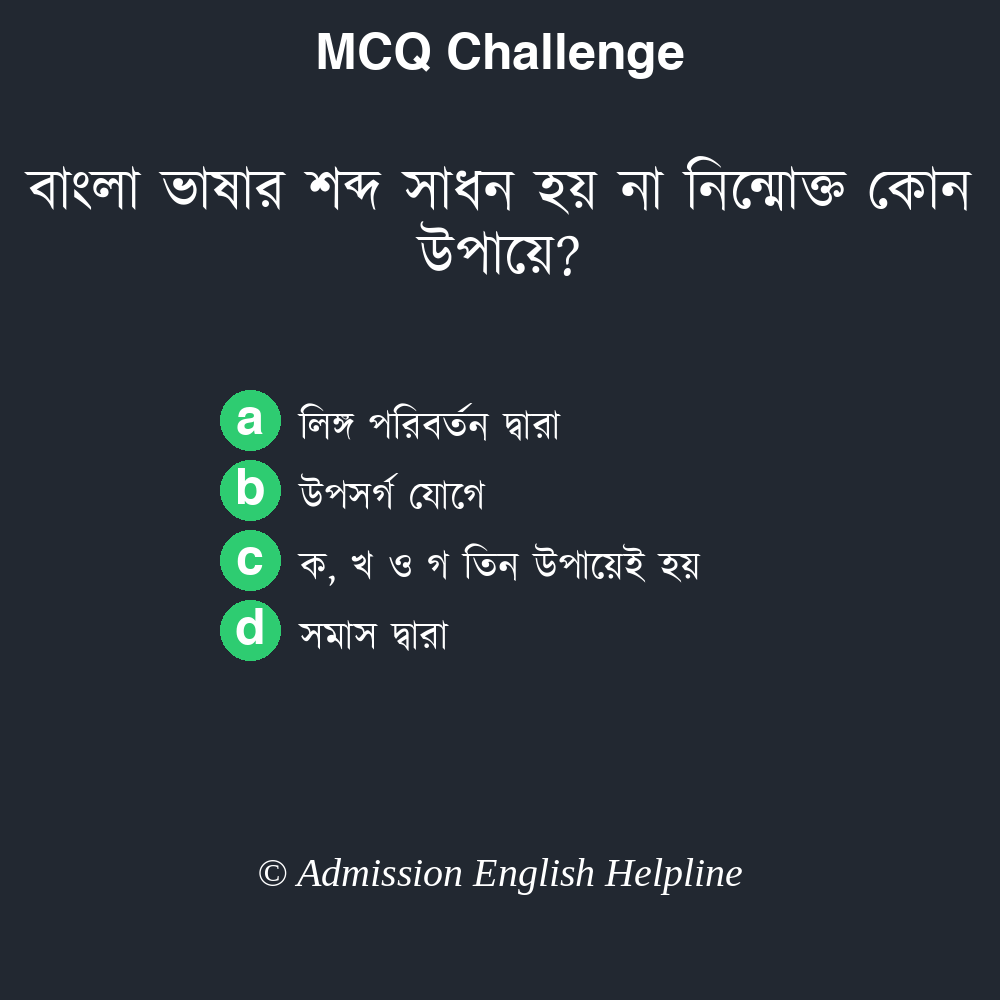 MCQ Challenge
বাংলা ভাষার শব্দ সাধন হয় না নিন্মোক্ত কোন
উপায়ে?
a লিঙ্গ পরিবর্তন দ্বারা
b উপসর্গ যোগে
c ক, খ ও গ তিন উপায়েই হয়
d সমাস দ্বারা
© Admission English Helpline